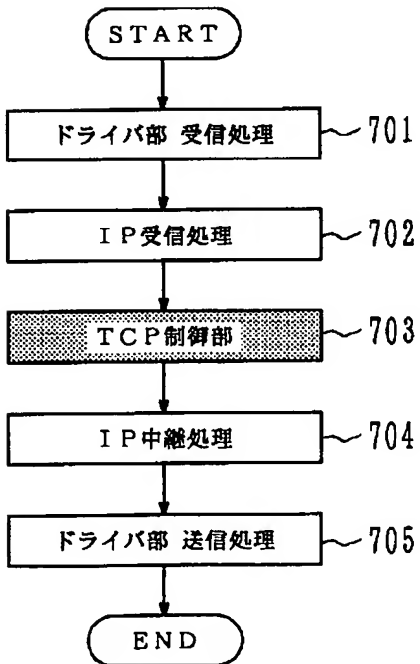 START
ドライバ部 受信処理 701
IP受信処理 702
TCP制御部 703
IP中継処理 704
ドライバ部 送信処理 705
END